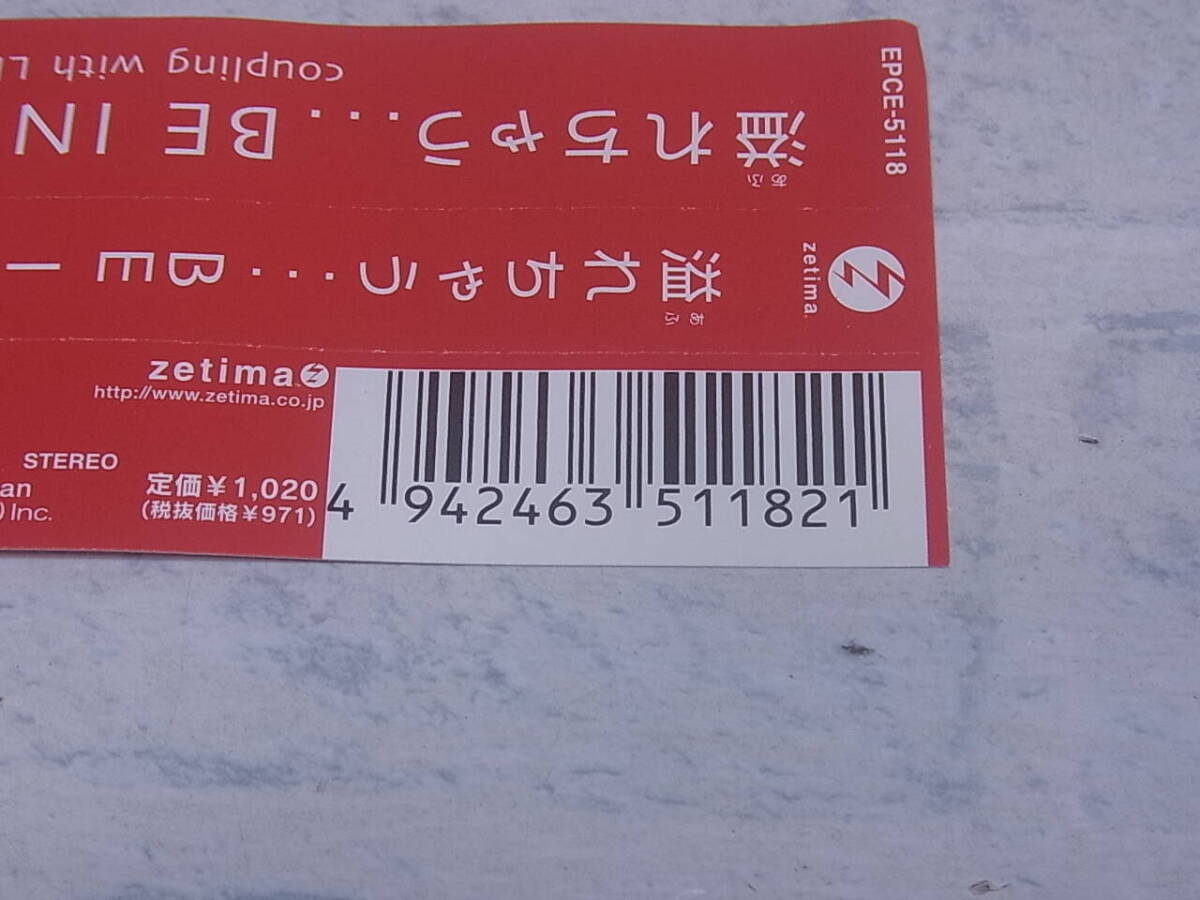 EPCE-5118
溢れちゃう...BE IN
あふ
coupling with
zetima
溢れちゃう...BE
あふ
zetima
http://www.zetima.co.jp
STEREO
定価¥1,020
(税抜価格¥971)
Inc.
4 942463 511821